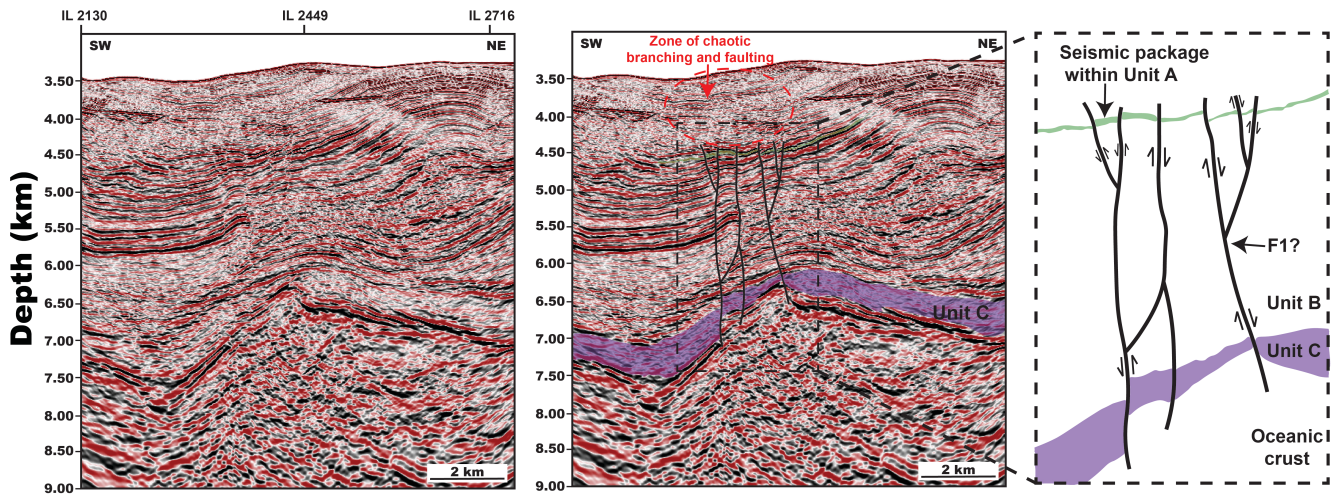 IL 2130
IL 2449
IL 2716
SW
NE
Depth (km)
3.50
4.00
4.50
5.00
5.50
6.00
6.50
7.00
7.50
8.00
8.50
9.00
2 km
SW
NE
Zone of chaotic
branching and faulting
3.50
4.00
4.50
5.00
5.50
6.00
6.50
7.00
7.50
8.00
8.50
9.00
Unit C
2 km
Seismic package
within Unit A
F1?
Unit B
Unit C
Oceanic
crust